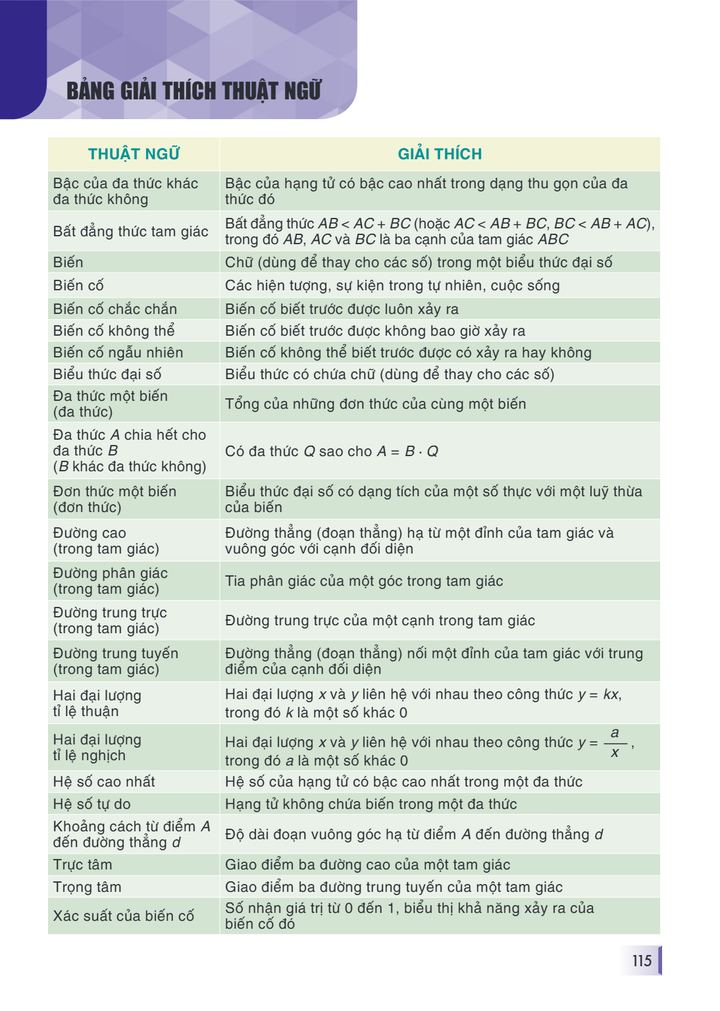 BẢNG GIẢI THÍCH THUẬT NGỮ
THUẬT NGỮ
GIẢI THÍCH
Bậc của đa thức khác
đa thức không
Bậc của hạng tử có bậc cao nhất trong dạng thu gọn của đa
thức đó
Bất đẳng thức tam giác
Bất đẳng thức AB < AC + BC (hoặc AC < AB + BC, BC < AB + AC),
trong đó AB, AC và BC là ba cạnh của tam giác ABC
Biến
Chữ (dùng để thay cho các số) trong một biểu thức đại số
Biến cố
Các hiện tượng, sự kiện trong tự nhiên, cuộc sống
Biến cố chắc chắn
Biến cố biết trước được luôn xảy ra
Biến cố không thể
Biến cố biết trước được không bao giờ xảy ra
Biến cố ngẫu nhiên
Biến cố không thể biết trước được có xảy ra hay không
Biểu thức đại số
Biểu thức có chứa chữ (dùng để thay cho các số)
Đa thức một biến
(đa thức)
Tổng của những đơn thức của cùng một biến
Đa thức A chia hết cho
đa thức B
(B khác đa thức không)
Có đa thức Q sao cho A = B · Q
Đơn thức một biến
(đơn thức)
Biểu thức đại số có dạng tích của một số thực với một luỹ thừa
của biến
Đường cao
(trong tam giác)
Đường thẳng (đoạn thẳng) hạ từ một đỉnh của tam giác và
vuông góc với cạnh đối diện
Đường phân giác
(trong tam giác)
Tia phân giác của một góc trong tam giác
Đường trung trực
(trong tam giác)
Đường trung trực của một cạnh trong tam giác
Đường trung tuyến
(trong tam giác)
Đường thẳng (đoạn thẳng) nối một đỉnh của tam giác với trung
điểm của cạnh đối diện
Hai đại lượng
tỉ lệ thuận
Hai đại lượng x và y liên hệ với nhau theo công thức y = kx,
trong đó k là một số khác 0
Hai đại lượng
tỉ lệ nghịch
Hai đại lượng x và y liên hệ với nhau theo công thức y = a/x,
trong đó a là một số khác 0
Hệ số cao nhất
Hệ số của hạng tử có bậc cao nhất trong một đa thức
Hệ số tự do
Hạng tử không chứa biến trong một đa thức
Khoảng cách từ điểm A
đến đường thẳng d
Độ dài đoạn vuông góc hạ từ điểm A đến đường thẳng d
Trực tâm
Giao điểm ba đường cao của một tam giác
Trọng tâm
Giao điểm ba đường trung tuyến của một tam giác
Xác suất của biến cố
Số nhận giá trị từ 0 đến 1, biểu thị khả năng xảy ra của
biến cố đó
115